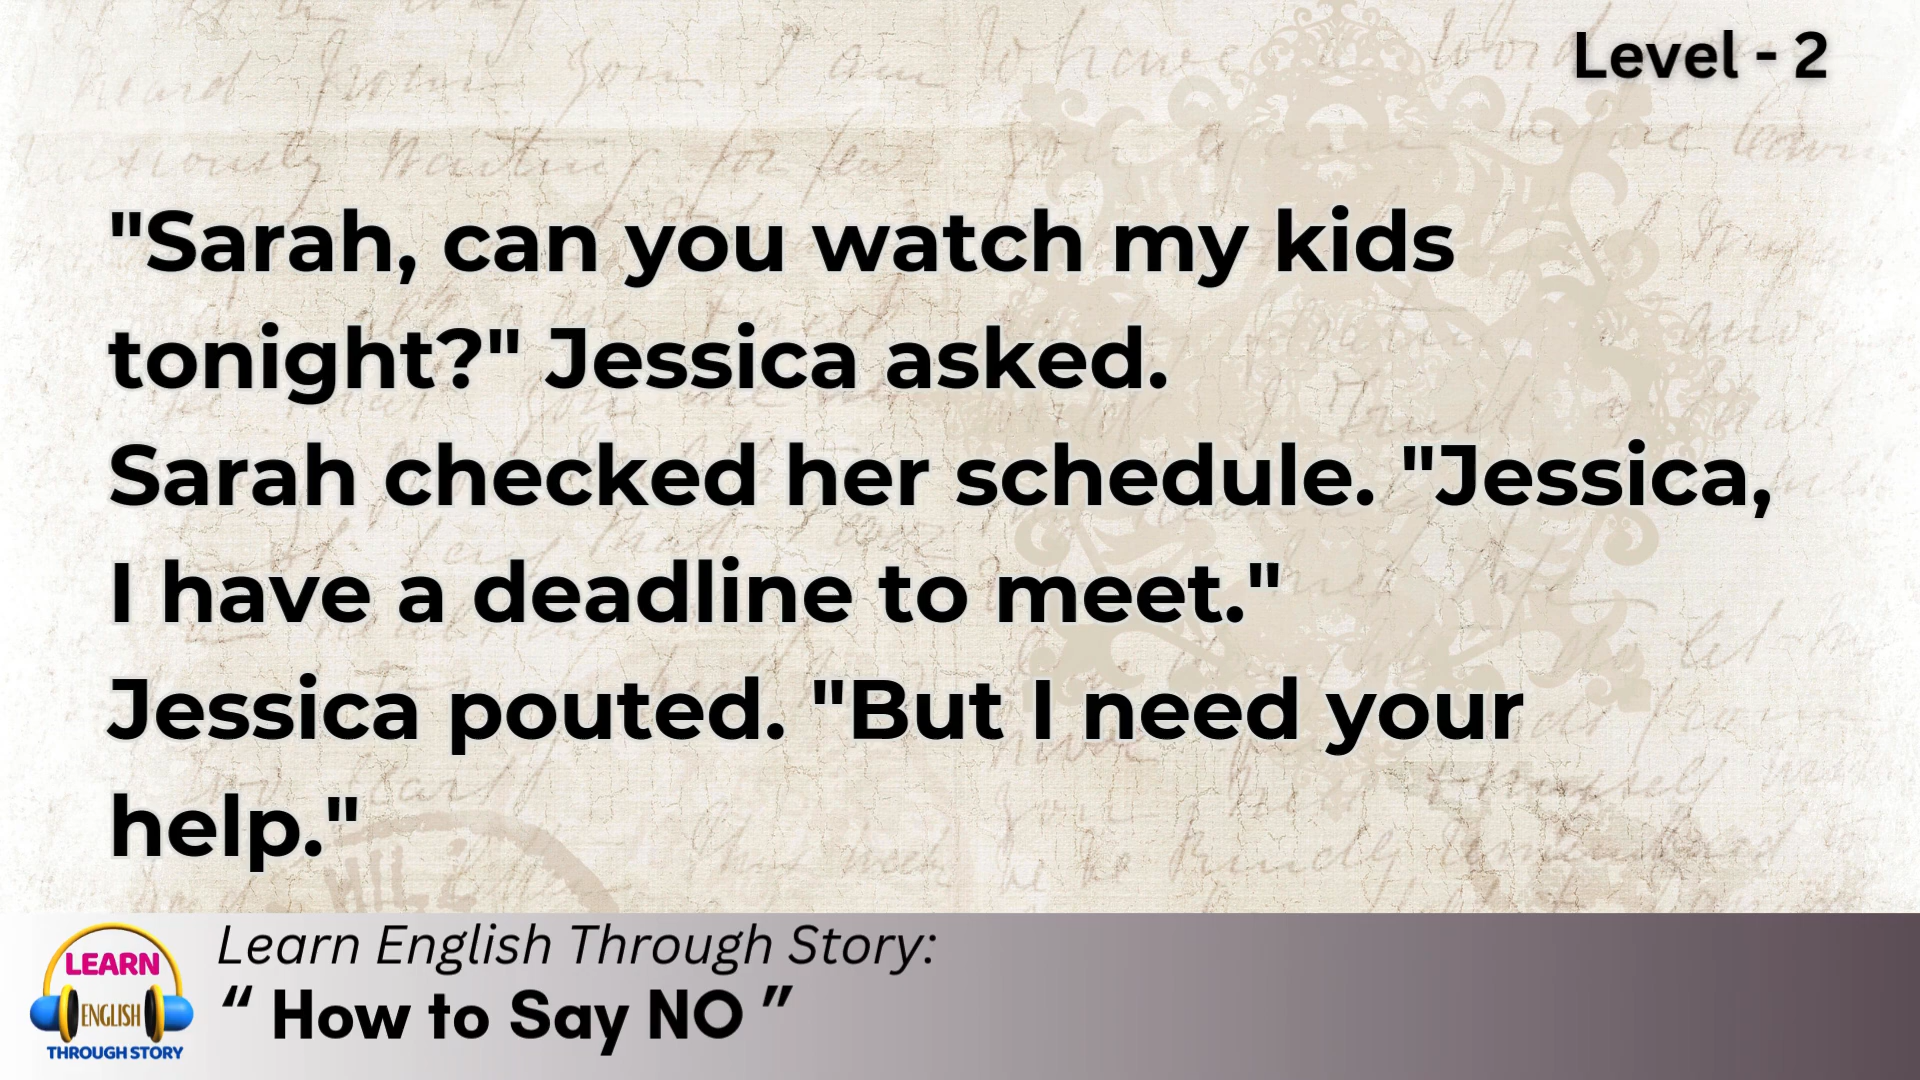 Level - 2
"Sarah, can you watch my kids
tonight?" Jessica asked.
Sarah checked her schedule. "Jessica,
I have a deadline to meet."
Jessica pouted. "But I need your
help."
LEARN
ENGLISH
THROUGH STORY
Learn English Through Story:
“ How to Say NO ”